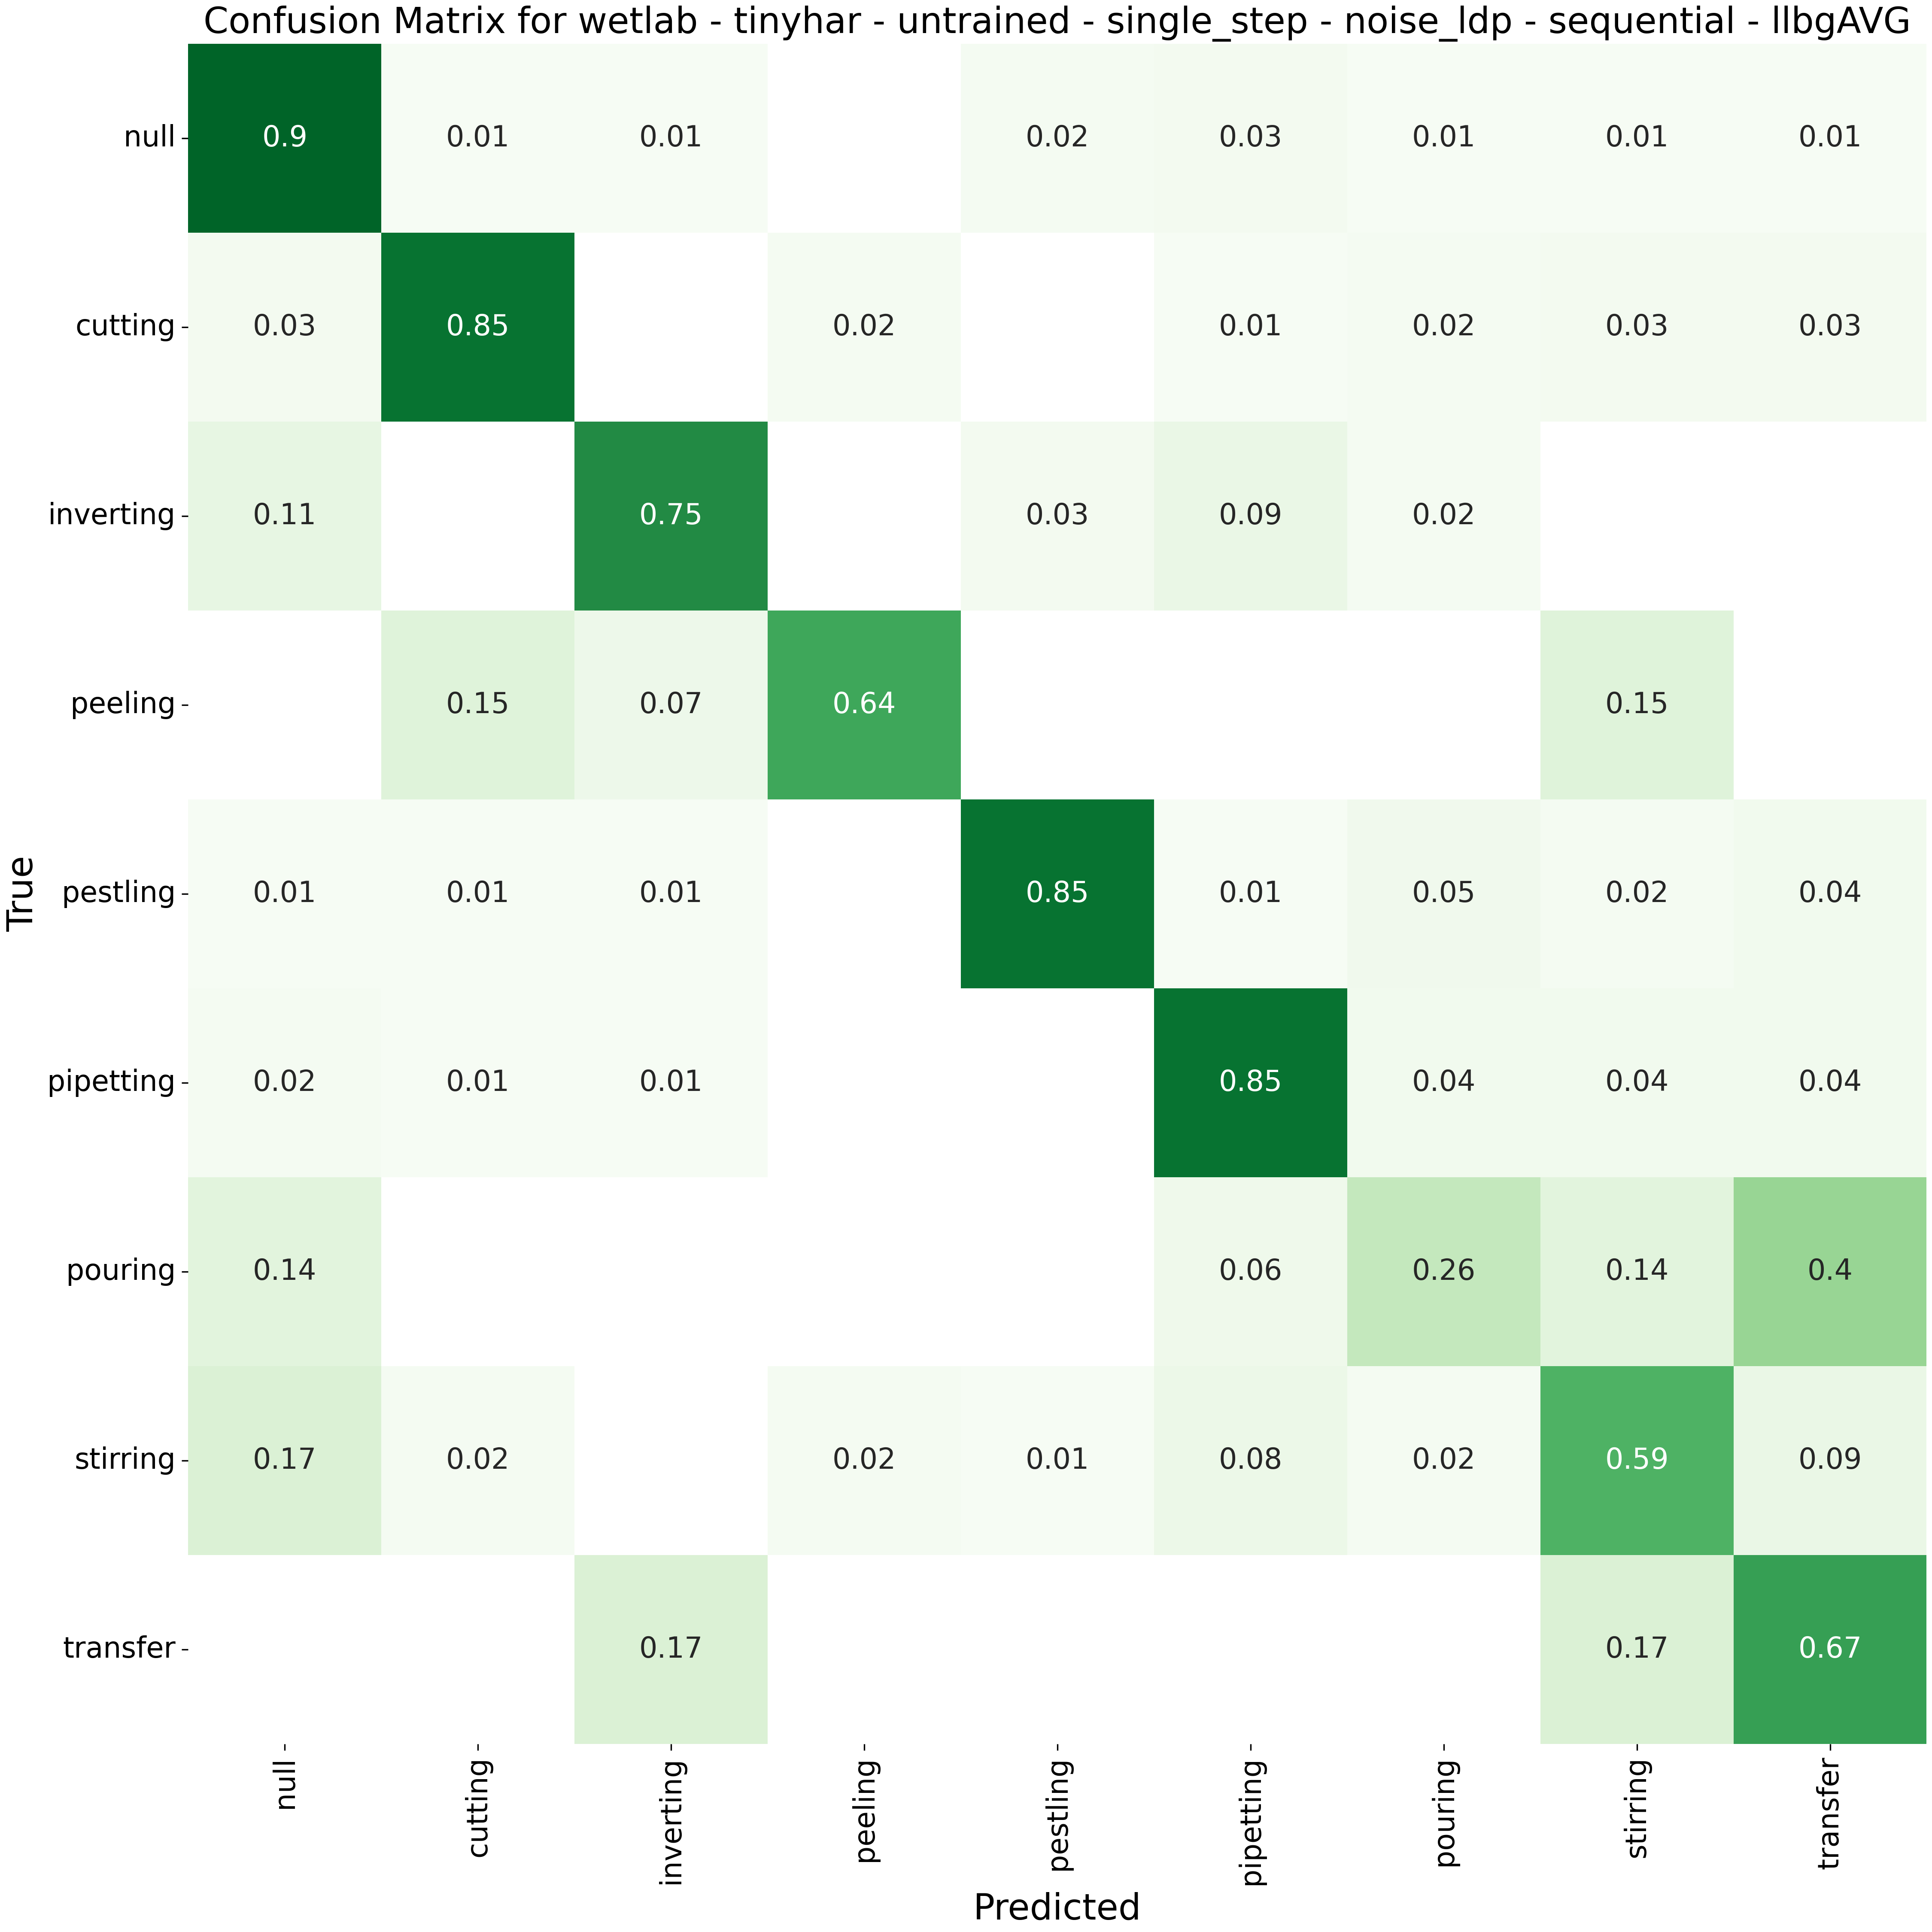 Confusion Matrix for wetlab - tinyhar - untrained - single_step - noise_ldp - sequential - llbgAVG
null 0.9 0.01 0.01 0.02 0.03 0.01 0.01 0.01
cutting 0.03 0.85 0.02 0.01 0.02 0.03 0.03
inverting 0.11 0.75 0.03 0.09 0.02
peeling 0.15 0.07 0.64 0.15
pestling 0.01 0.01 0.01 0.85 0.01 0.05 0.02 0.04
pipetting 0.02 0.01 0.01 0.85 0.04 0.04 0.04
pouring 0.14 0.06 0.26 0.14 0.4
stirring 0.17 0.02 0.02 0.01 0.08 0.02 0.59 0.09
transfer 0.17 0.17 0.67
True
null cutting inverting peeling pestling pipetting pouring stirring transfer
Predicted